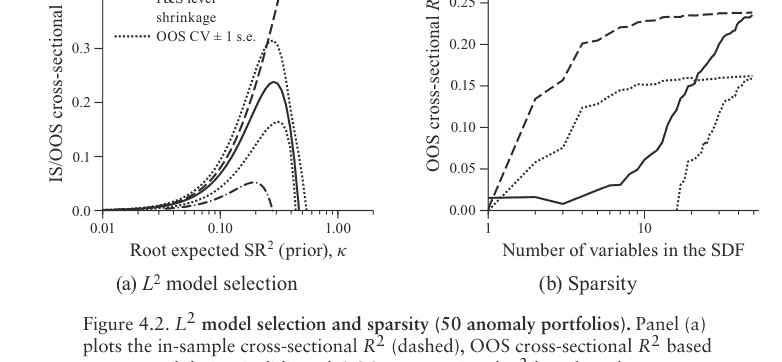 shrinkage
OOS CV ± 1 s.e.
IS/OOS cross-sectional
0.3
0.2
0.1
0.0
0.01
0.10
1.00
Root expected SR² (prior), κ
(a) L² model selection
OOS cross-sectional R
0.25
0.20
0.15
0.10
0.05
0.00
1
10
Number of variables in the SDF
(b) Sparsity
Figure 4.2. L² model selection and sparsity (50 anomaly portfolios). Panel (a)
plots the in-sample cross-sectional R² (dashed), OOS cross-sectional R² based